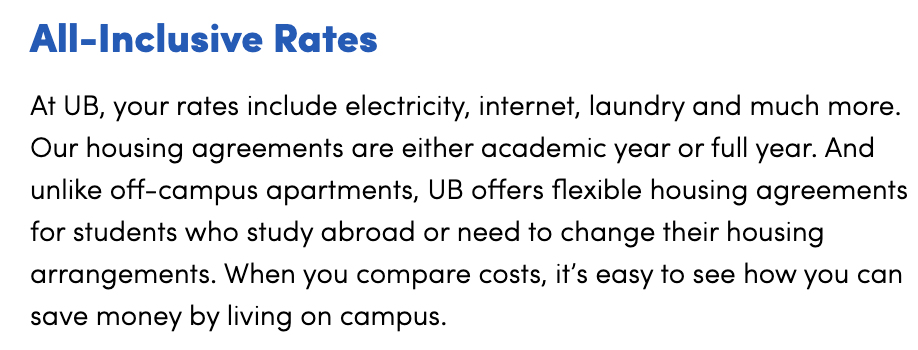 All-Inclusive Rates
At UB, your rates include electricity, internet, laundry and much more.
Our housing agreements are either academic year or full year. And
unlike off-campus apartments, UB offers flexible housing agreements
for students who study abroad or need to change their housing
arrangements. When you compare costs, it’s easy to see how you can
save money by living on campus.